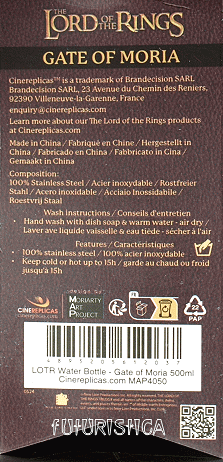 THE
LORD OF THE RINGS
GATE OF MORIA
Cinereplicas™ is a trademark of Brandecision SARL
Brandecision SARL, 23 Avenue du Chemin des Reniers,
92390 Villeneuve-la-Garenne, France
enquiry@cinereplicas.com
Learn more about our The Lord of the Rings products
at Cinereplicas.com
Made in China / Fabriqué en Chine / Hergestellt in
China / Fabricado en China / Fabbricato in Cina /
Gemaakt in China
Composition:
100% Stainless Steel / Acier inoxydable / Rostfreier
Stahl / Acero inoxidable / Acciaio Inossidabile /
Roestvrij Staal
Wash Instructions / Conseils d'entretien
Hand wash with dish soap & warm water - air dry /
Laver avec liquide vaisselle & eau tiède - sécher à l'air
Features / Caractéristiques
100% stainless steel / 100% acier inoxydable
Keep cold or hot up to 15h / garde au chaud ou froid
jusqu'à 15h
design by
CINEREPLICAS
MORIARTY
ART
PROJECT
FR
22
PAP
4 895205 612037
LOTR Water Bottle - Gate of Moria 500ml
Cinereplicas.com MAP4050
0524
FUTURISTICA